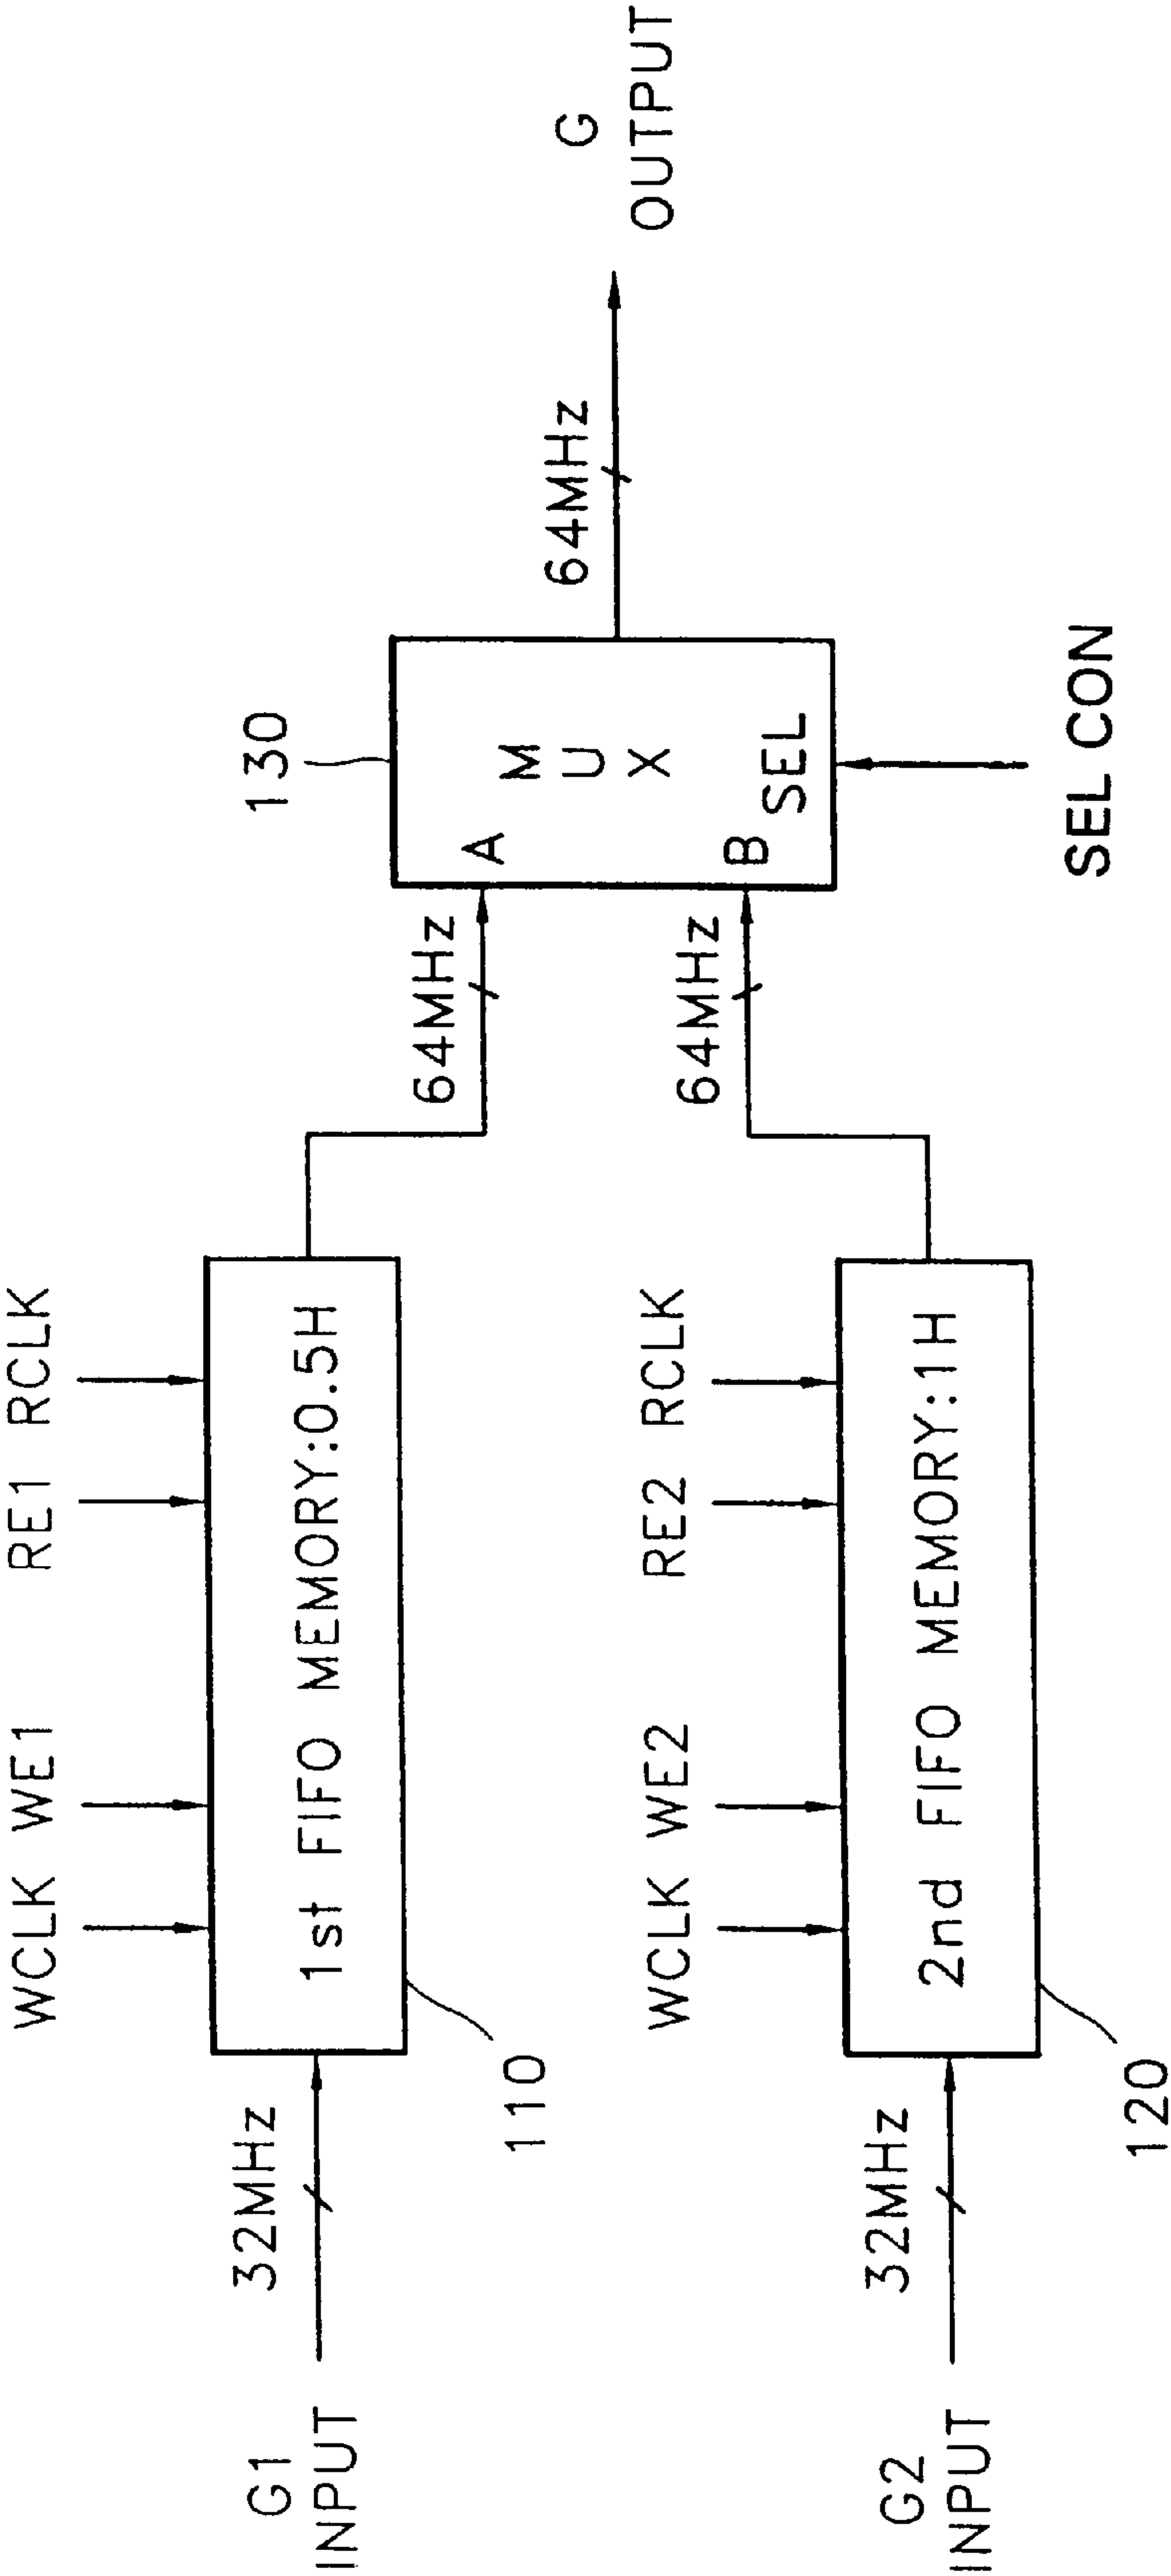 WCLK WE1 RE1 RCLK
G1
INPUT
32MHz
1st FIFO MEMORY:0.5H
110
64MHz
130
A
M
U
X
B
SEL
64MHz
G
OUTPUT
WCLK WE2 RE2 RCLK
G2
INPUT
32MHz
2nd FIFO MEMORY:1H
120
64MHz
SEL CON